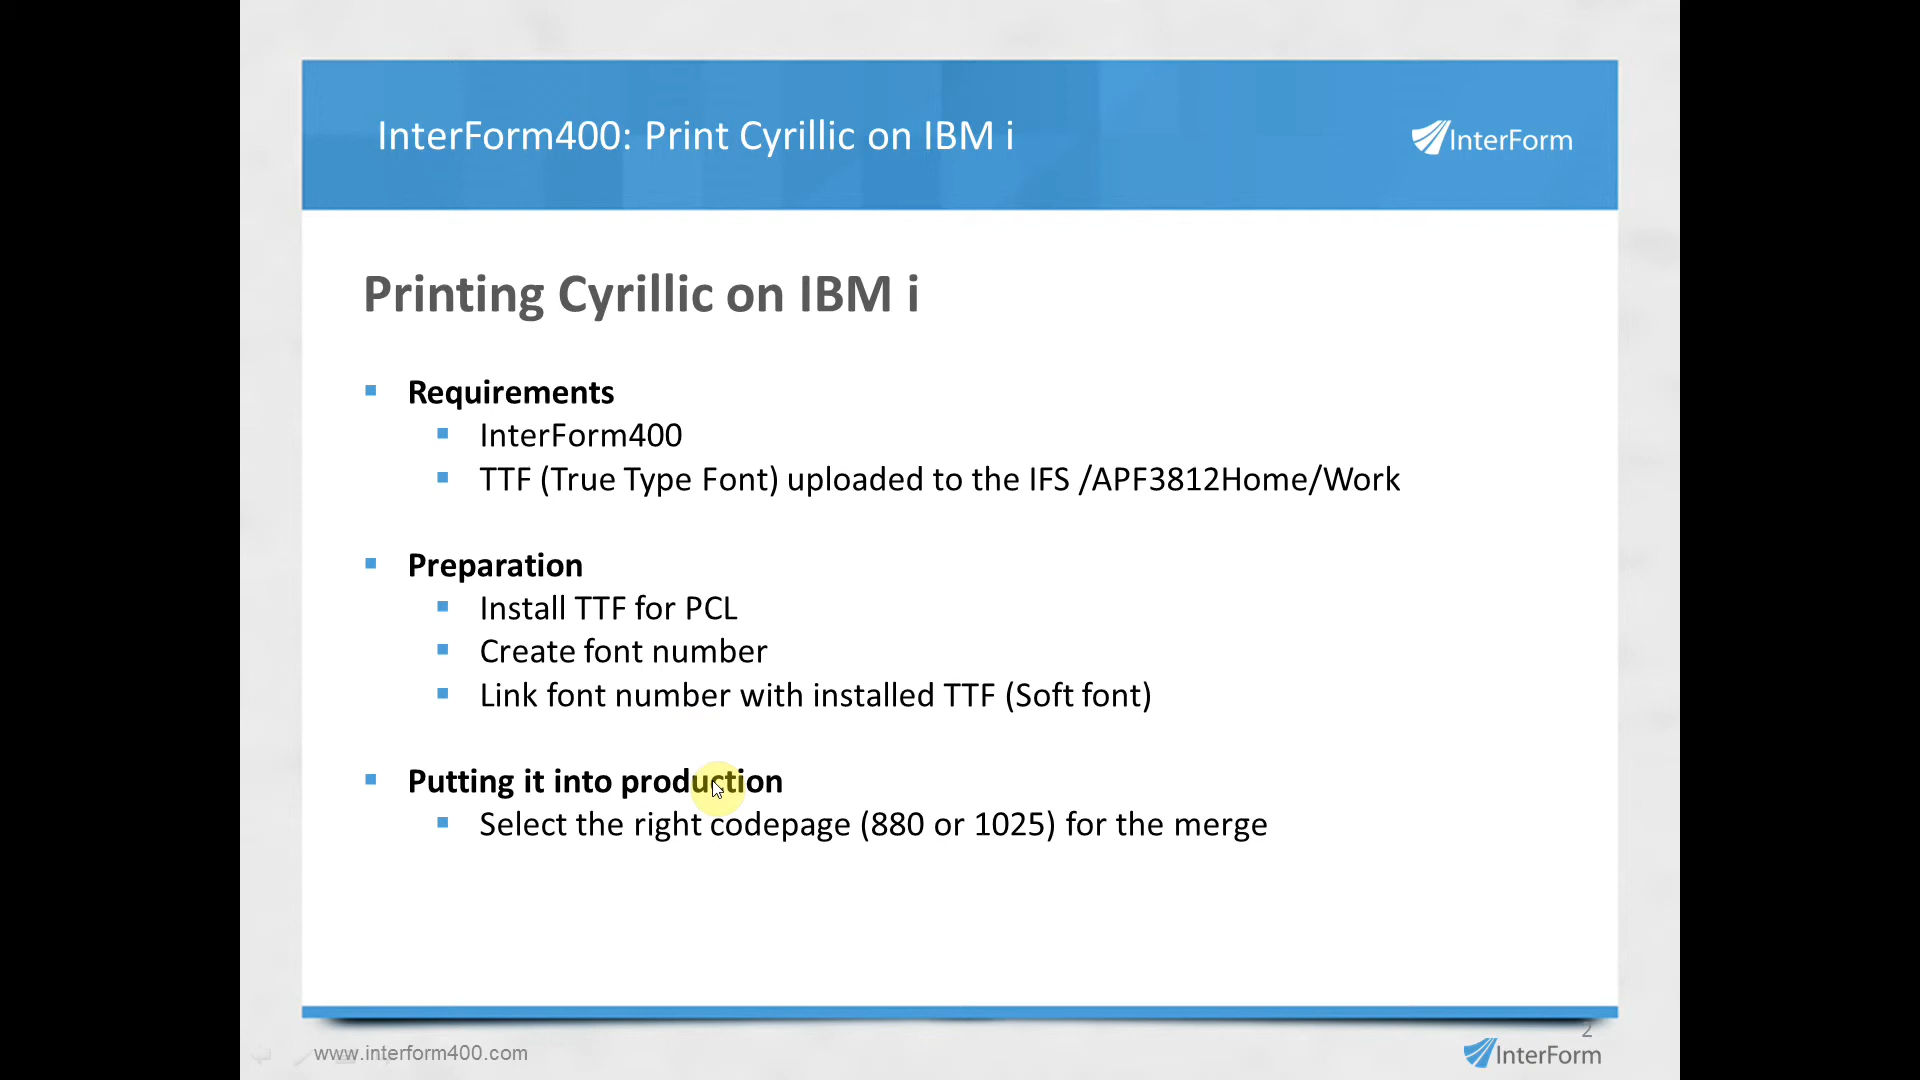 InterForm400: Print Cyrillic on IBM i
InterForm
Printing Cyrillic on IBM i
Requirements
InterForm400
TTF (True Type Font) uploaded to the IFS /APF3812Home/Work
Preparation
Install TTF for PCL
Create font number
Link font number with installed TTF (Soft font)
Putting it into production
Select the right codepage (880 or 1025) for the merge
2
www.interform400.com
InterForm